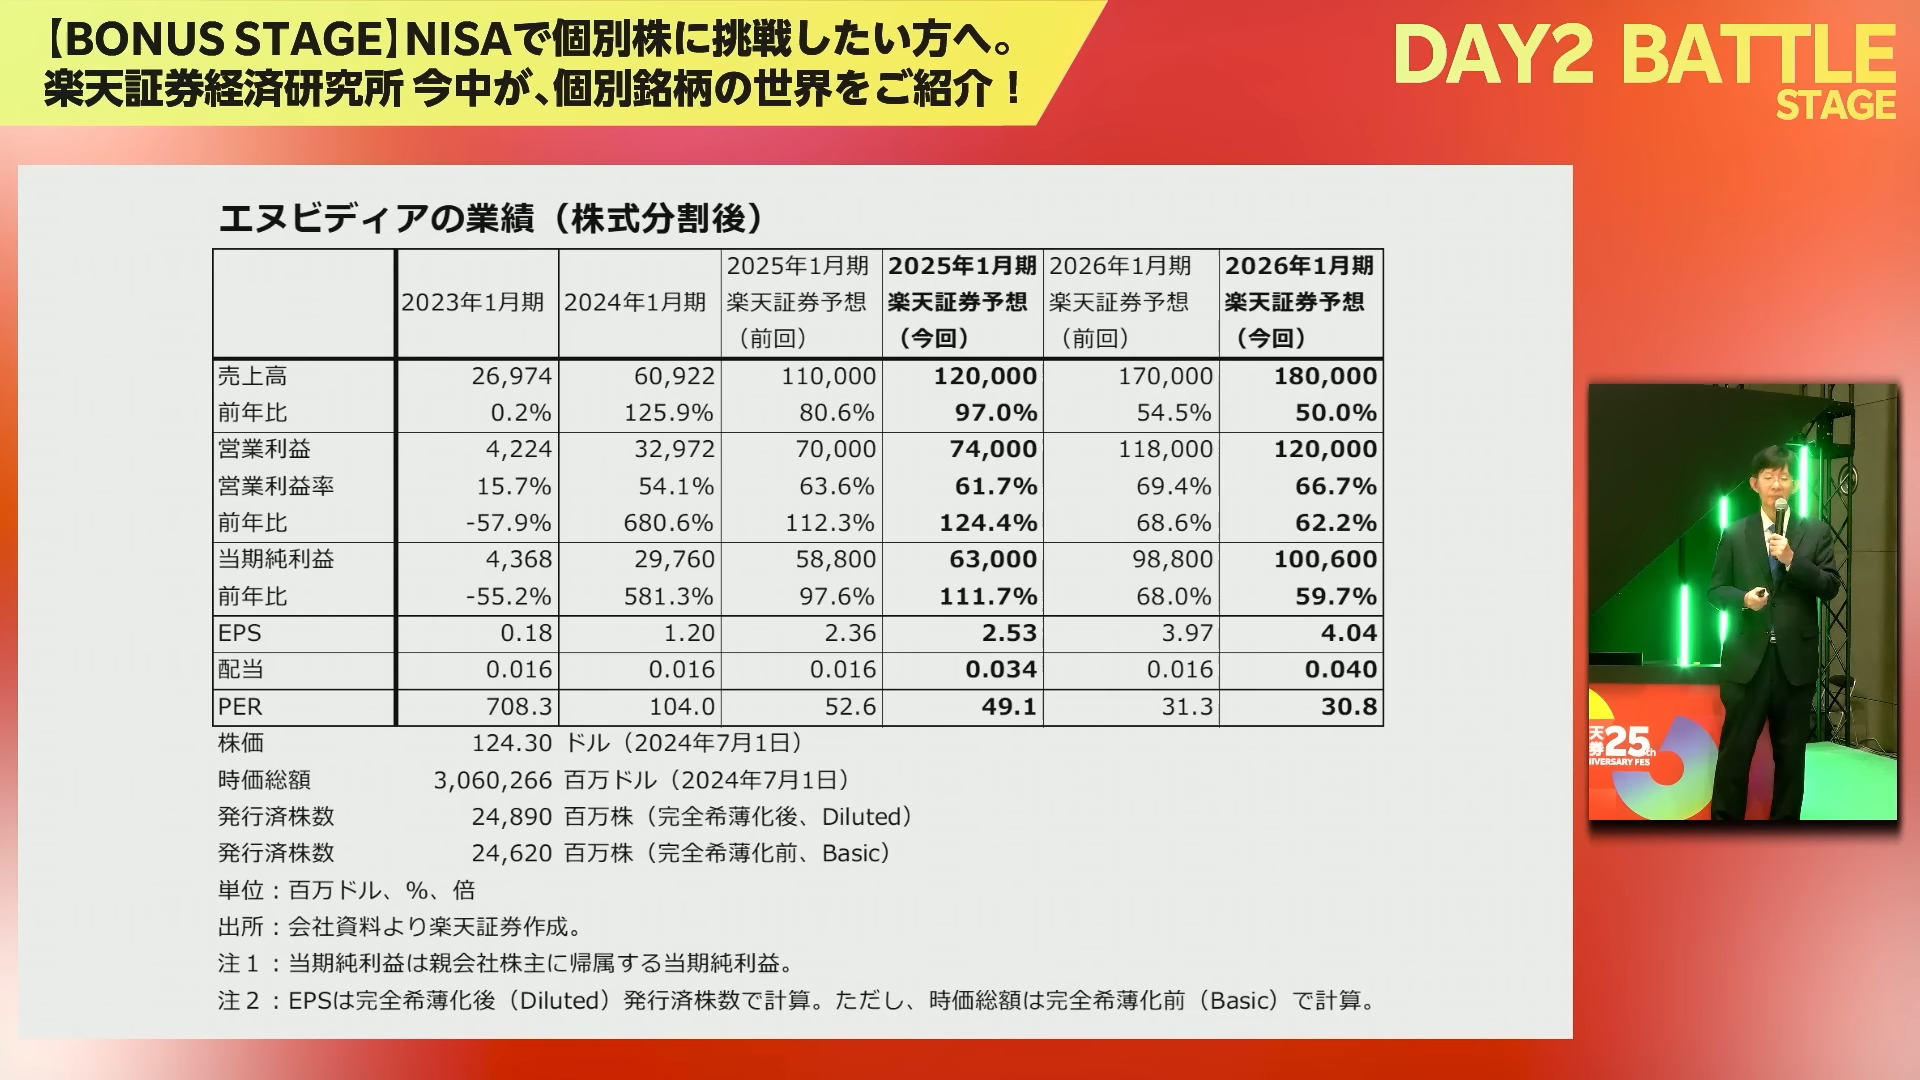 【BONUS STAGE】NISAで個別株に挑戦したい方へ。
楽天証券経済研究所 今中が、個別銘柄の世界をご紹介！
DAY2 BATTLE
STAGE
エヌビディアの業績（株式分割後）
2023年1月期 2024年1月期 2025年1月期 楽天証券予想 （前回） 2025年1月期 楽天証券予想 （今回） 2026年1月期 楽天証券予想 （前回） 2026年1月期 楽天証券予想 （今回）
売上高 26,974 60,922 110,000 120,000 170,000 180,000
前年比 0.2% 125.9% 80.6% 97.0% 54.5% 50.0%
営業利益 4,224 32,972 70,000 74,000 118,000 120,000
営業利益率 15.7% 54.1% 63.6% 61.7% 69.4% 66.7%
前年比 -57.9% 680.6% 112.3% 124.4% 68.6% 62.2%
当期純利益 4,368 29,760 58,800 63,000 98,800 100,600
前年比 -55.2% 581.3% 97.6% 111.7% 68.0% 59.7%
EPS 0.18 1.20 2.36 2.53 3.97 4.04
配当 0.016 0.016 0.016 0.034 0.016 0.040
PER 708.3 104.0 52.6 49.1 31.3 30.8
株価 124.30 ドル（2024年7月1日）
時価総額 3,060,266 百万ドル（2024年7月1日）
発行済株数 24,890 百万株（完全希薄化後、Diluted）
発行済株数 24,620 百万株（完全希薄化前、Basic）
単位：百万ドル、%、倍
出所：会社資料より楽天証券作成。
注１：当期純利益は親会社株主に帰属する当期純利益。
注２：EPSは完全希薄化後（Diluted）発行済株数で計算。ただし、時価総額は完全希薄化前（Basic）で計算。
天
券25th
IVERSARY FES